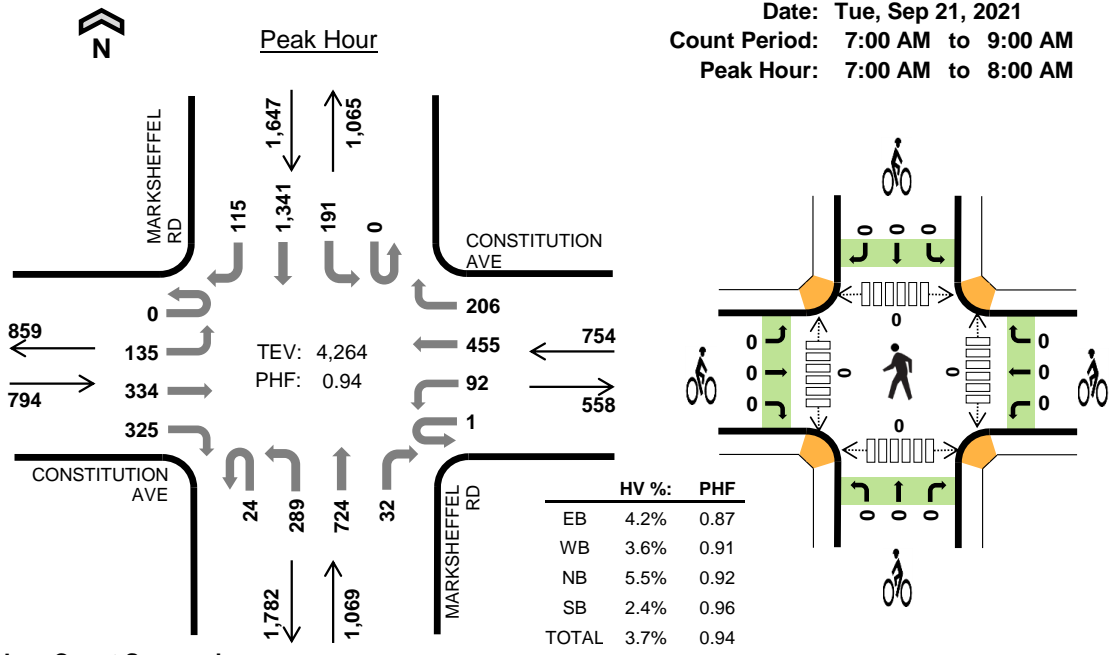 Date: Tue, Sep 21, 2021
Count Period: 7:00 AM to 9:00 AM
Peak Hour: 7:00 AM to 8:00 AM
N
Peak Hour
MARKSHEFFEL
RD
1,647
1,065
115
1,341
191
0
CONSTITUTION
AVE
0
135
334
325
859
794
TEV: 4,264
PHF: 0.94
206
455
92
1
754
558
CONSTITUTION
AVE
24
289
724
32
MARKSHEFFEL
RD
1,782
1,069
HV %: PHF
EB 4.2% 0.87
WB 3.6% 0.91
NB 5.5% 0.92
SB 2.4% 0.96
TOTAL 3.7% 0.94
0 0 0
0
0
0
0
0
0
0
0
0
0
0 0 0